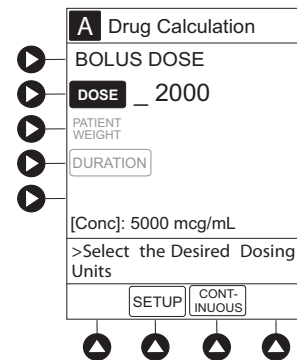 A Drug Calculation
BOLUS DOSE
DOSE _ 2000
PATIENT
WEIGHT
DURATION
[Conc]: 5000 mcg/mL
>Select the Desired Dosing
Units
SETUP CONT-
INUOUS